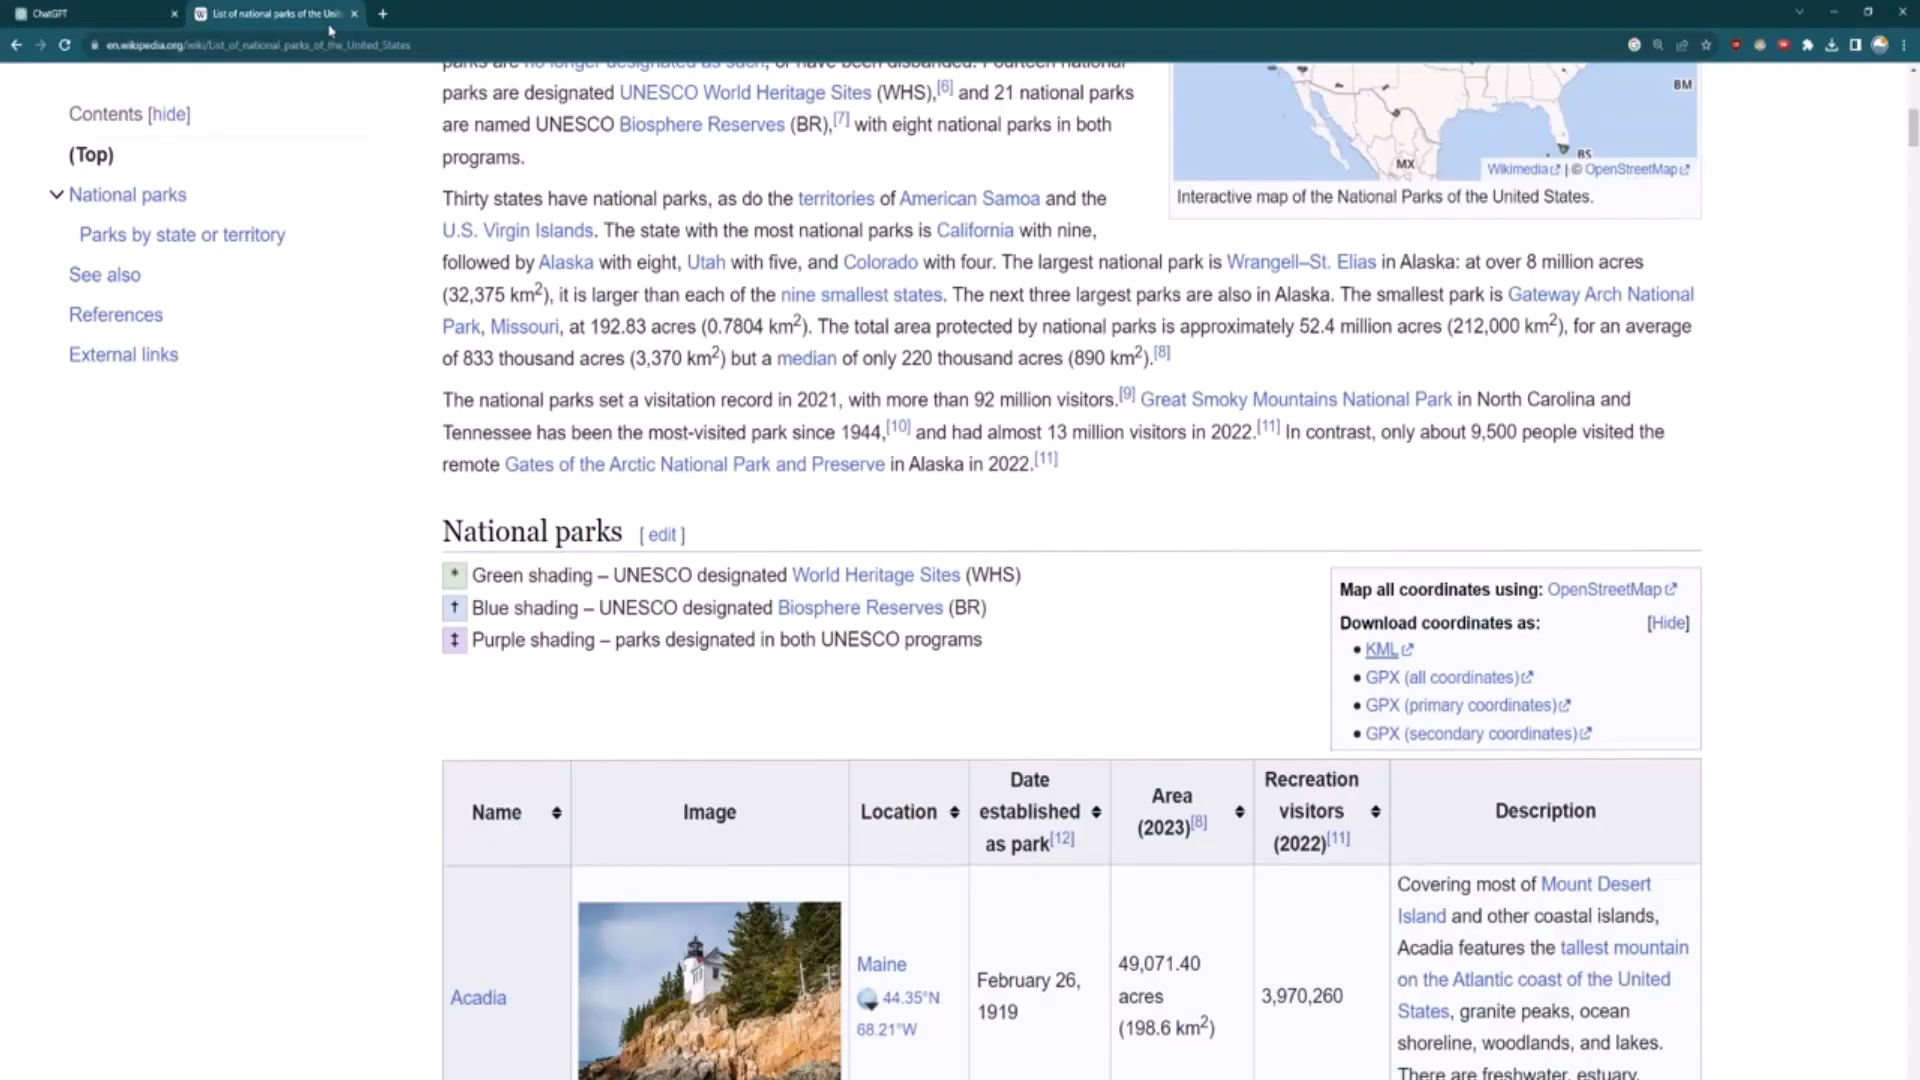 ChatGPT
List of national parks of the Unit
en.wikipedia.org/wiki/List_of_national_parks_of_the_United_States
Contents [hide]
(Top)
National parks
Parks by state or territory
See also
References
External links
parks are no longer designated as such, or have been disbanded. Fourteen national
parks are designated UNESCO World Heritage Sites (WHS),[6] and 21 national parks
are named UNESCO Biosphere Reserves (BR),[7] with eight national parks in both
programs.
BM
BS
MX
Wikimedia | © OpenStreetMap
Interactive map of the National Parks of the United States.
Thirty states have national parks, as do the territories of American Samoa and the
U.S. Virgin Islands. The state with the most national parks is California with nine,
followed by Alaska with eight, Utah with five, and Colorado with four. The largest national park is Wrangell–St. Elias in Alaska: at over 8 million acres
(32,375 km²), it is larger than each of the nine smallest states. The next three largest parks are also in Alaska. The smallest park is Gateway Arch National
Park, Missouri, at 192.83 acres (0.7804 km²). The total area protected by national parks is approximately 52.4 million acres (212,000 km²), for an average
of 833 thousand acres (3,370 km²) but a median of only 220 thousand acres (890 km²).[8]
The national parks set a visitation record in 2021, with more than 92 million visitors.[9] Great Smoky Mountains National Park in North Carolina and
Tennessee has been the most-visited park since 1944,[10] and had almost 13 million visitors in 2022.[11] In contrast, only about 9,500 people visited the
remote Gates of the Arctic National Park and Preserve in Alaska in 2022.[11]
National parks [ edit ]
* Green shading – UNESCO designated World Heritage Sites (WHS)
† Blue shading – UNESCO designated Biosphere Reserves (BR)
‡ Purple shading – parks designated in both UNESCO programs
Map all coordinates using: OpenStreetMap
Download coordinates as: [Hide]
• KML
• GPX (all coordinates)
• GPX (primary coordinates)
• GPX (secondary coordinates)
Name
Image
Location
Date
established
as park[12]
Area
(2023)[8]
Recreation
visitors
(2022)[11]
Description
Acadia
Maine
44.35°N
68.21°W
February 26,
1919
49,071.40
acres
(198.6 km²)
3,970,260
Covering most of Mount Desert
Island and other coastal islands,
Acadia features the tallest mountain
on the Atlantic coast of the United
States, granite peaks, ocean
shoreline, woodlands, and lakes.
There are freshwater, estuary,